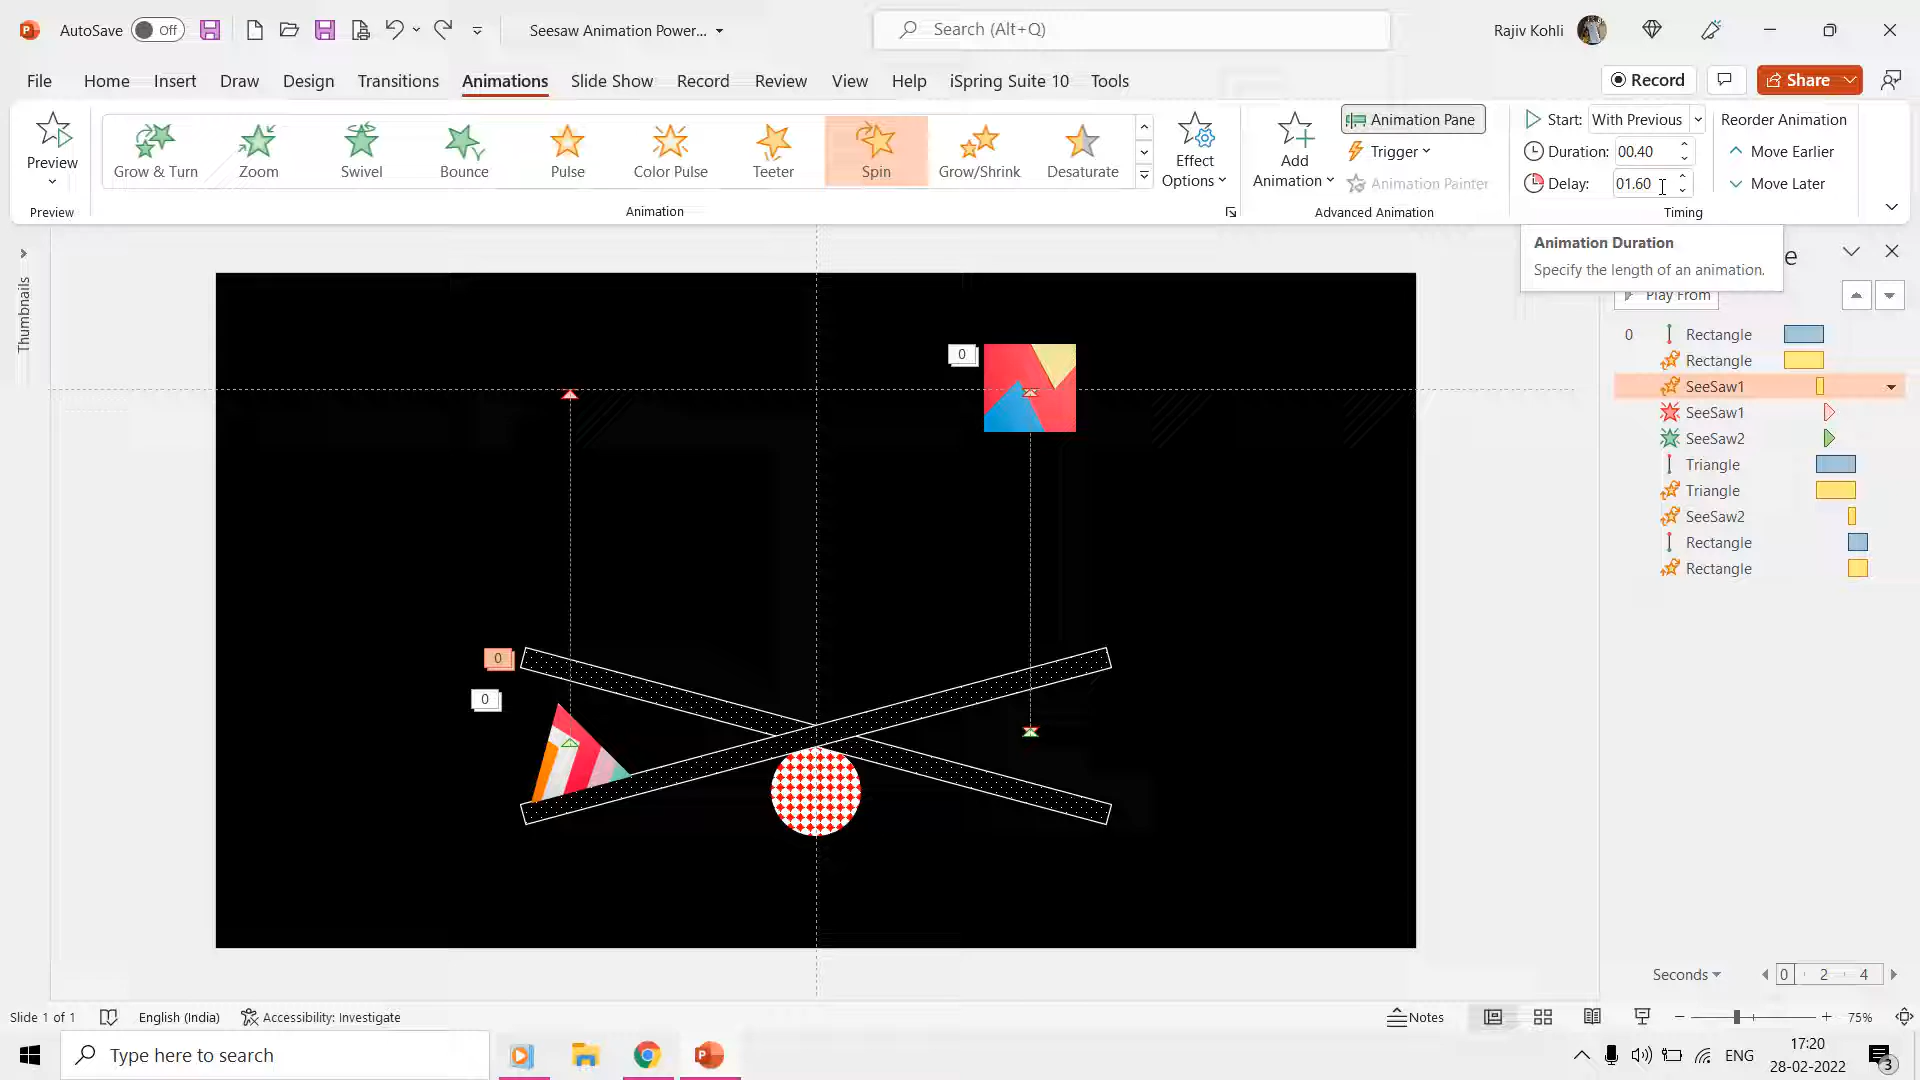 AutoSave Off Seesaw Animation Power... Search (Alt+Q) Rajiv Kohli
File Home Insert Draw Design Transitions Animations Slide Show Record Review View Help iSpring Suite 10 Tools Record Share
Preview
Grow & Turn Zoom Swivel Bounce Pulse Color Pulse Teeter Spin Grow/Shrink Desaturate
Effect
Options
Add
Animation
Animation Pane
Trigger
Animation Painter
Start: With Previous
Duration: 00.40
Delay: 01.60
Reorder Animation
Move Earlier
Move Later
Preview Animation Advanced Animation Timing
Animation Duration
Specify the length of an animation.
e
Play From
Thumbnails
0 Rectangle
Rectangle
SeeSaw1
SeeSaw1
SeeSaw2
Triangle
Triangle
SeeSaw2
Rectangle
Rectangle
0
0
0
Seconds 0 2 4
Slide 1 of 1 English (India) Accessibility: Investigate Notes 75%
Type here to search
ENG
17:20
28-02-2022
3